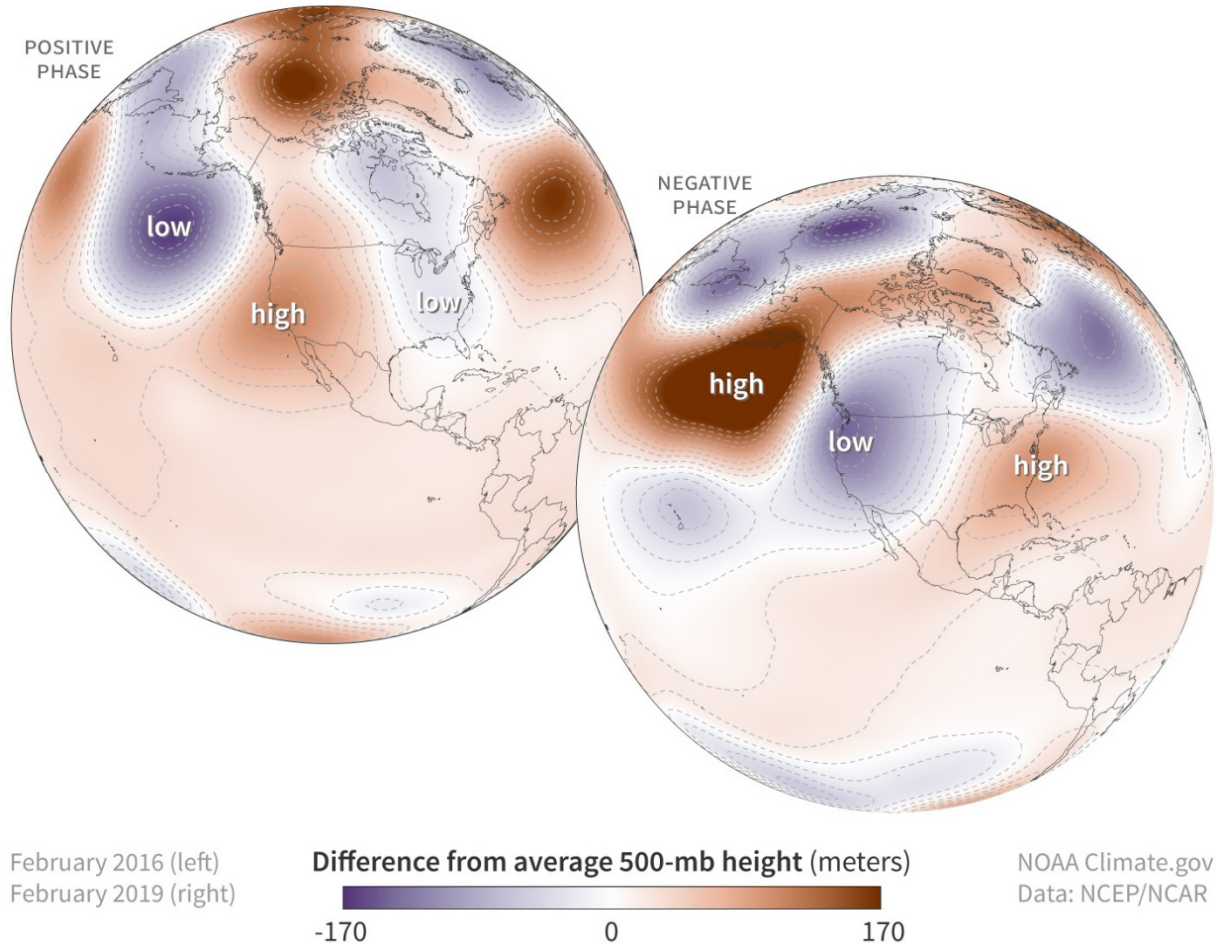 POSITIVE
PHASE
low
high
low
NEGATIVE
PHASE
high
low
high
February 2016 (left)
February 2019 (right)
Difference from average 500-mb height (meters)
-170
0
170
NOAA Climate.gov
Data: NCEP/NCAR